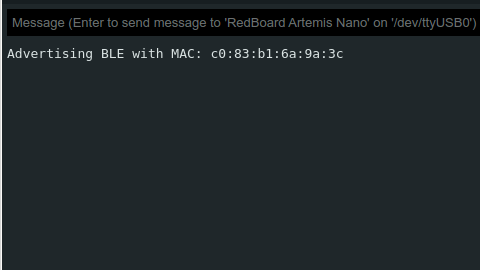 Message (Enter to send message to 'RedBoard Artemis Nano' on '/dev/ttyUSB0')
Advertising BLE with MAC: c0:83:b1:6a:9a:3c